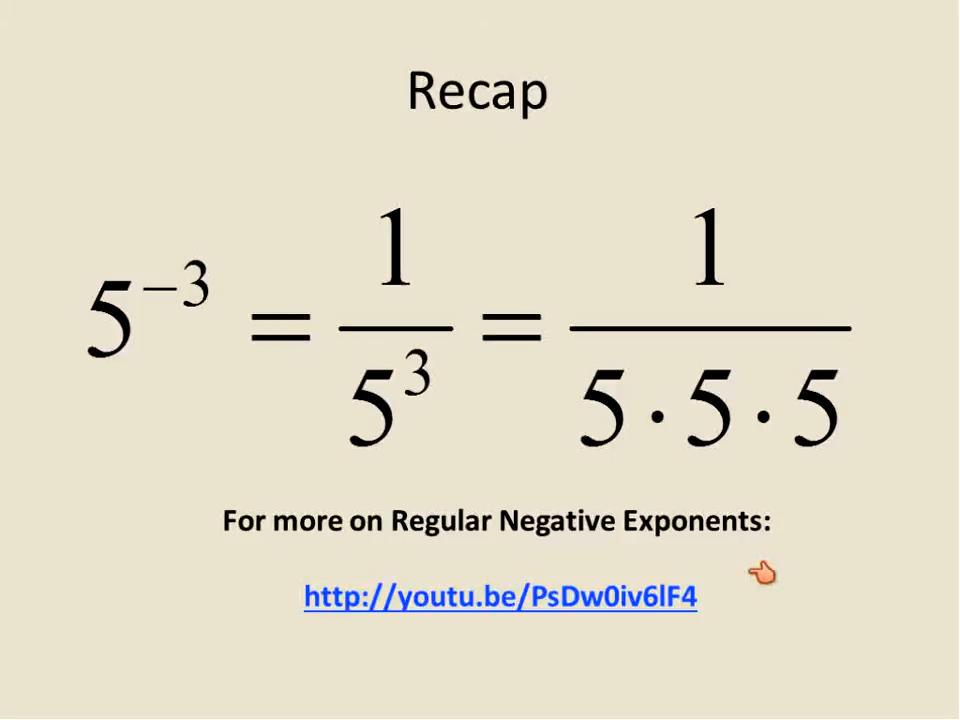 Recap
5⁻³ = 1/5³ = 1/(5·5·5)
For more on Regular Negative Exponents:
http://youtu.be/PsDw0iv6lF4